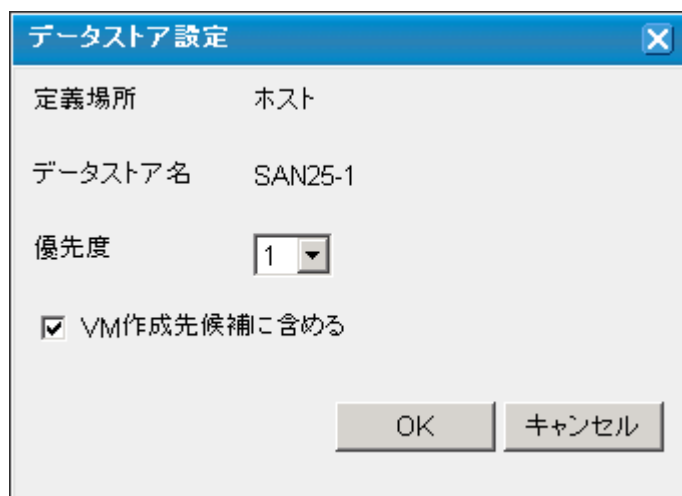 データストア設定
定義場所 ホスト
データストア名 SAN25-1
優先度 1
VM作成先候補に含める
OK キャンセル